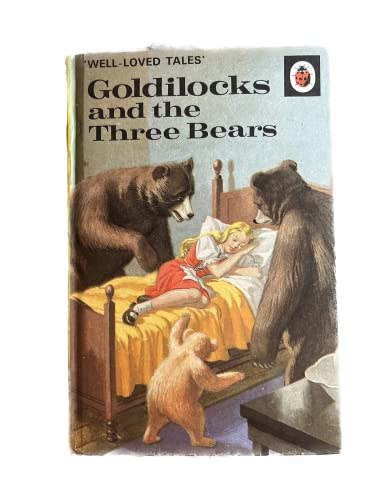 'WELL-LOVED TALES'
Goldilocks
and the
Three Bears